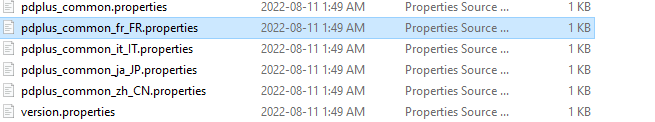 pdplus_common.properties 2022-08-11 1:49 AM Properties Source ... 1 KB
pdplus_common_fr_FR.properties 2022-08-11 1:49 AM Properties Source ... 1 KB
pdplus_common_it_IT.properties 2022-08-11 1:49 AM Properties Source ... 1 KB
pdplus_common_ja_JP.properties 2022-08-11 1:49 AM Properties Source ... 1 KB
pdplus_common_zh_CN.properties 2022-08-11 1:49 AM Properties Source ... 1 KB
version.properties 2022-08-11 1:49 AM Properties Source ... 1 KB